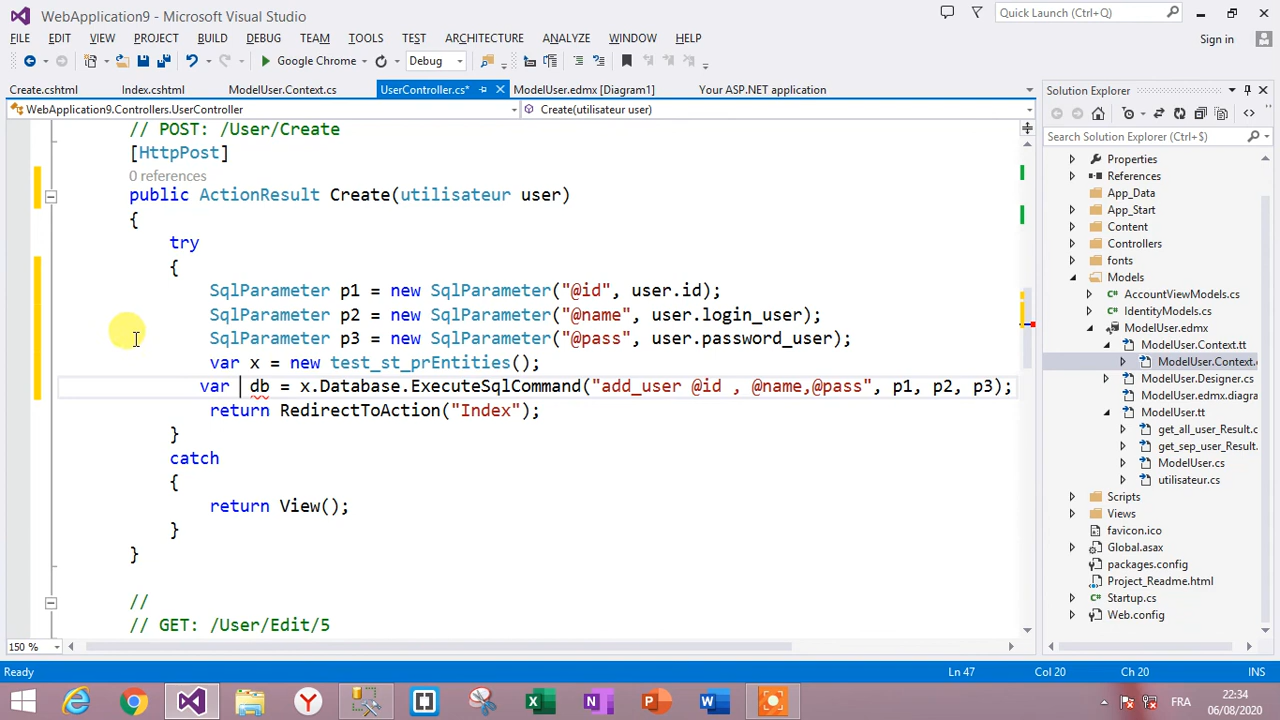 WebApplication9 - Microsoft Visual Studio
Quick Launch (Ctrl+Q)
FILE EDIT VIEW PROJECT BUILD DEBUG TEAM TOOLS TEST ARCHITECTURE ANALYZE WINDOW HELP
Sign in
Google Chrome Debug
Create.cshtml Index.cshtml ModelUser.Context.cs UserController.cs* ModelUser.edmx [Diagram1] Your ASP.NET application
WebApplication9.Controllers.UserController Create(utilisateur user)
// POST: /User/Create
[HttpPost]
0 references
public ActionResult Create(utilisateur user)
{
try
{
SqlParameter p1 = new SqlParameter("@id", user.id);
SqlParameter p2 = new SqlParameter("@name", user.login_user);
SqlParameter p3 = new SqlParameter("@pass", user.password_user);
var x = new test_st_prEntities();
var db = x.Database.ExecuteSqlCommand("add_user @id , @name,@pass", p1, p2, p3);
return RedirectToAction("Index");
}
catch
{
return View();
}
}
//
// GET: /User/Edit/5
150 %
Solution Explorer
Search Solution Explorer (Ctrl+$)
Properties
References
App_Data
App_Start
Content
Controllers
fonts
Models
AccountViewModels.cs
IdentityModels.cs
ModelUser.edmx
ModelUser.Context.tt
ModelUser.Context.
ModelUser.Designer.cs
ModelUser.edmx.diagra
ModelUser.tt
get_all_user_Result.c
get_sep_user_Result.
ModelUser.cs
utilisateur.cs
Scripts
Views
favicon.ico
Global.asax
packages.config
Project_Readme.html
Startup.cs
Web.config
Ready Ln 47 Col 20 Ch 20 INS
FRA 22:34
06/08/2020